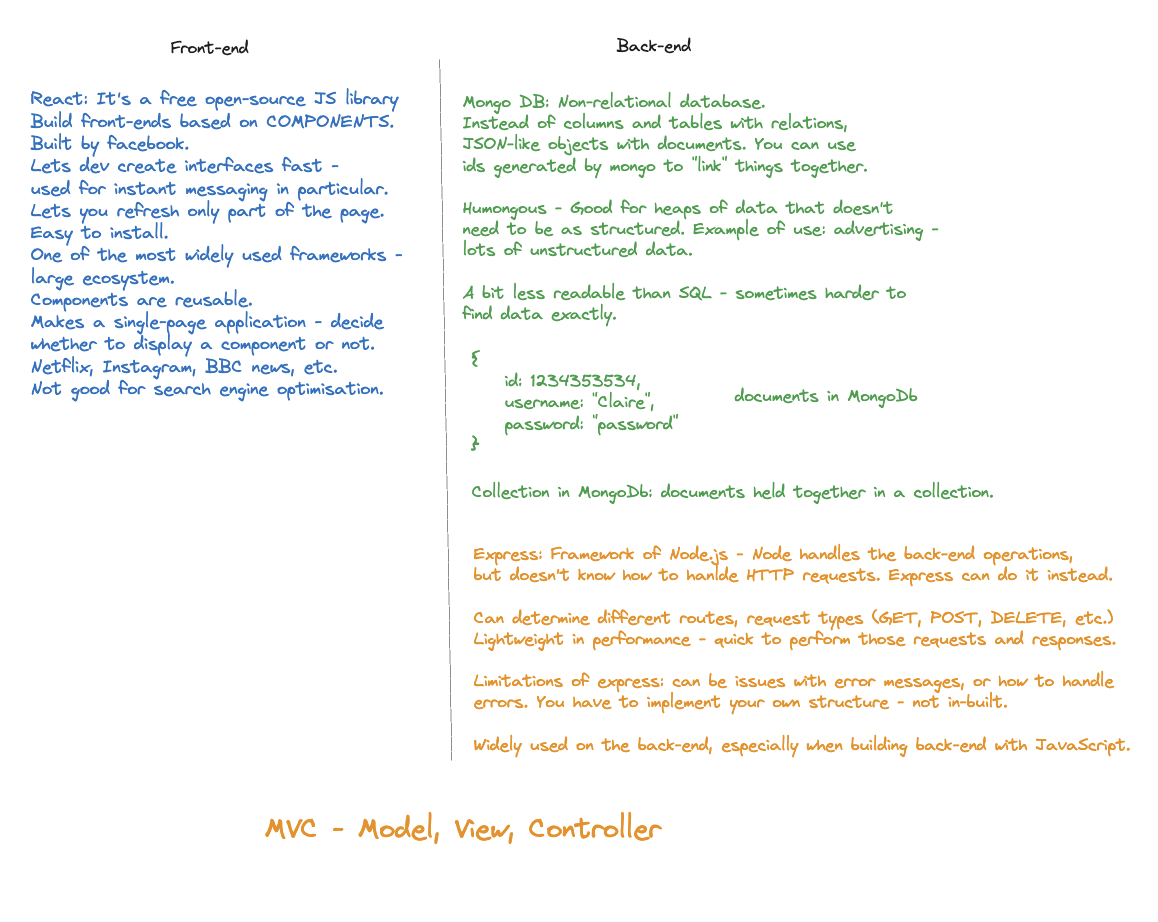 Front-end
React: It's a free open-source JS library
Build front-ends based on COMPONENTS.
Built by facebook.
Lets dev create interfaces fast -
used for instant messaging in particular.
Lets you refresh only part of the page.
Easy to install.
One of the most widely used frameworks -
large ecosystem.
Components are reusable.
Makes a single-page application - decide
whether to display a component or not.
Netflix, Instagram, BBC news, etc.
Not good for search engine optimisation.
Back-end
Mongo DB: Non-relational database.
Instead of columns and tables with relations,
JSON-like objects with documents. You can use
ids generated by mongo to "link" things together.
Humongous - Good for heaps of data that doesn't
need to be as structured. Example of use: advertising -
lots of unstructured data.
A bit less readable than SQL - sometimes harder to
find data exactly.
{
id: 1234353534,
username: "Claire",
password: "password"
}
documents in MongoDb
Collection in MongoDb: documents held together in a collection.
Express: Framework of Node.js - Node handles the back-end operations,
but doesn't know how to hanlde HTTP requests. Express can do it instead.
Can determine different routes, request types (GET, POST, DELETE, etc.)
Lightweight in performance - quick to perform those requests and responses.
Limitations of express: can be issues with error messages, or how to handle
errors. You have to implement your own structure - not in-built.
Widely used on the back-end, especially when building back-end with JavaScript.
MVC - Model, View, Controller